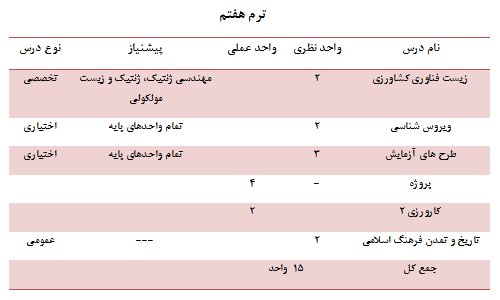 ترم هفتم
نام درس واحد نظری واحد عملی پیشنیاز نوع درس
زیست فناوری کشاورزی ۲ مهندسی ژنتیک، ژنتیک و زیست مولکولی تخصصی
ویروس شناسی ۲ تمام واحدهای پایه اختیاری
طرح های آزمایش ۳ تمام واحدهای پایه اختیاری
پروژه - ۴
کارورزی ۲ ۲
تاریخ و تمدن فرهنگ اسلامی ۲ --- عمومی
جمع کل ۱۵ واحد